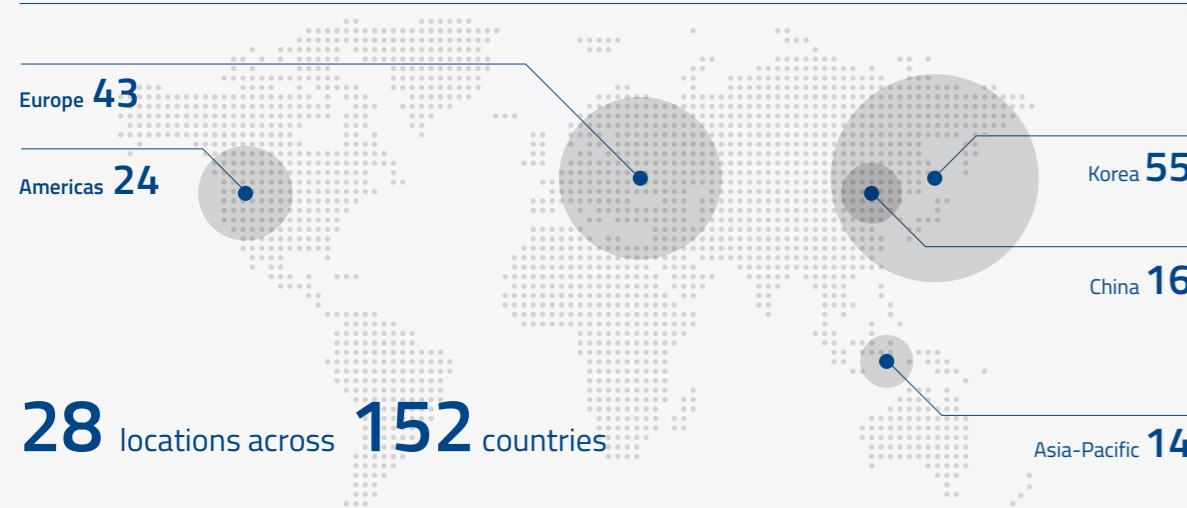 Europe 43
Americas 24
Korea 55
China 16
28 locations across 152 countries
Asia-Pacific 14